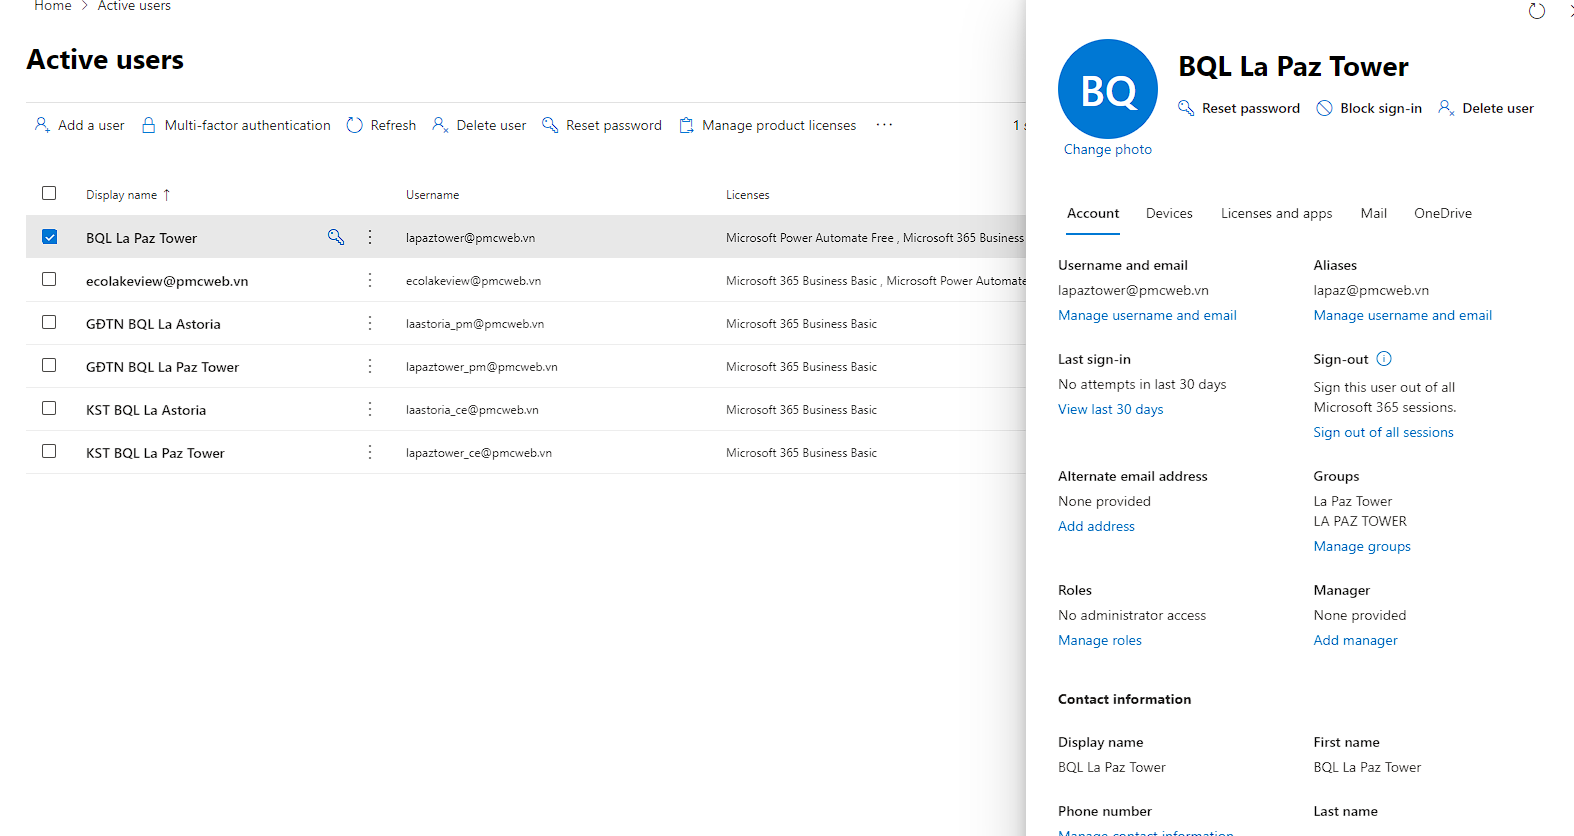 Home > Active users
Active users
Add a user Multi-factor authentication Refresh Delete user Reset password Manage product licenses ··· 1
Display name ↑ Username Licenses
BQL La Paz Tower lapaztower@pmcweb.vn Microsoft Power Automate Free , Microsoft 365 Business
ecolakeview@pmcweb.vn ecolakeview@pmcweb.vn Microsoft 365 Business Basic , Microsoft Power Automate
GĐTN BQL La Astoria laastoria_pm@pmcweb.vn Microsoft 365 Business Basic
GĐTN BQL La Paz Tower lapaztower_pm@pmcweb.vn Microsoft 365 Business Basic
KST BQL La Astoria laastoria_ce@pmcweb.vn Microsoft 365 Business Basic
KST BQL La Paz Tower lapaztower_ce@pmcweb.vn Microsoft 365 Business Basic
BQ
Change photo
BQL La Paz Tower
Reset password Block sign-in Delete user
Account Devices Licenses and apps Mail OneDrive
Username and email
lapaztower@pmcweb.vn
Manage username and email
Aliases
lapaz@pmcweb.vn
Manage username and email
Last sign-in
No attempts in last 30 days
View last 30 days
Sign-out
Sign this user out of all
Microsoft 365 sessions.
Sign out of all sessions
Alternate email address
None provided
Add address
Groups
La Paz Tower
LA PAZ TOWER
Manage groups
Roles
No administrator access
Manage roles
Manager
None provided
Add manager
Contact information
Display name
BQL La Paz Tower
First name
BQL La Paz Tower
Phone number
Last name
Manage contact information